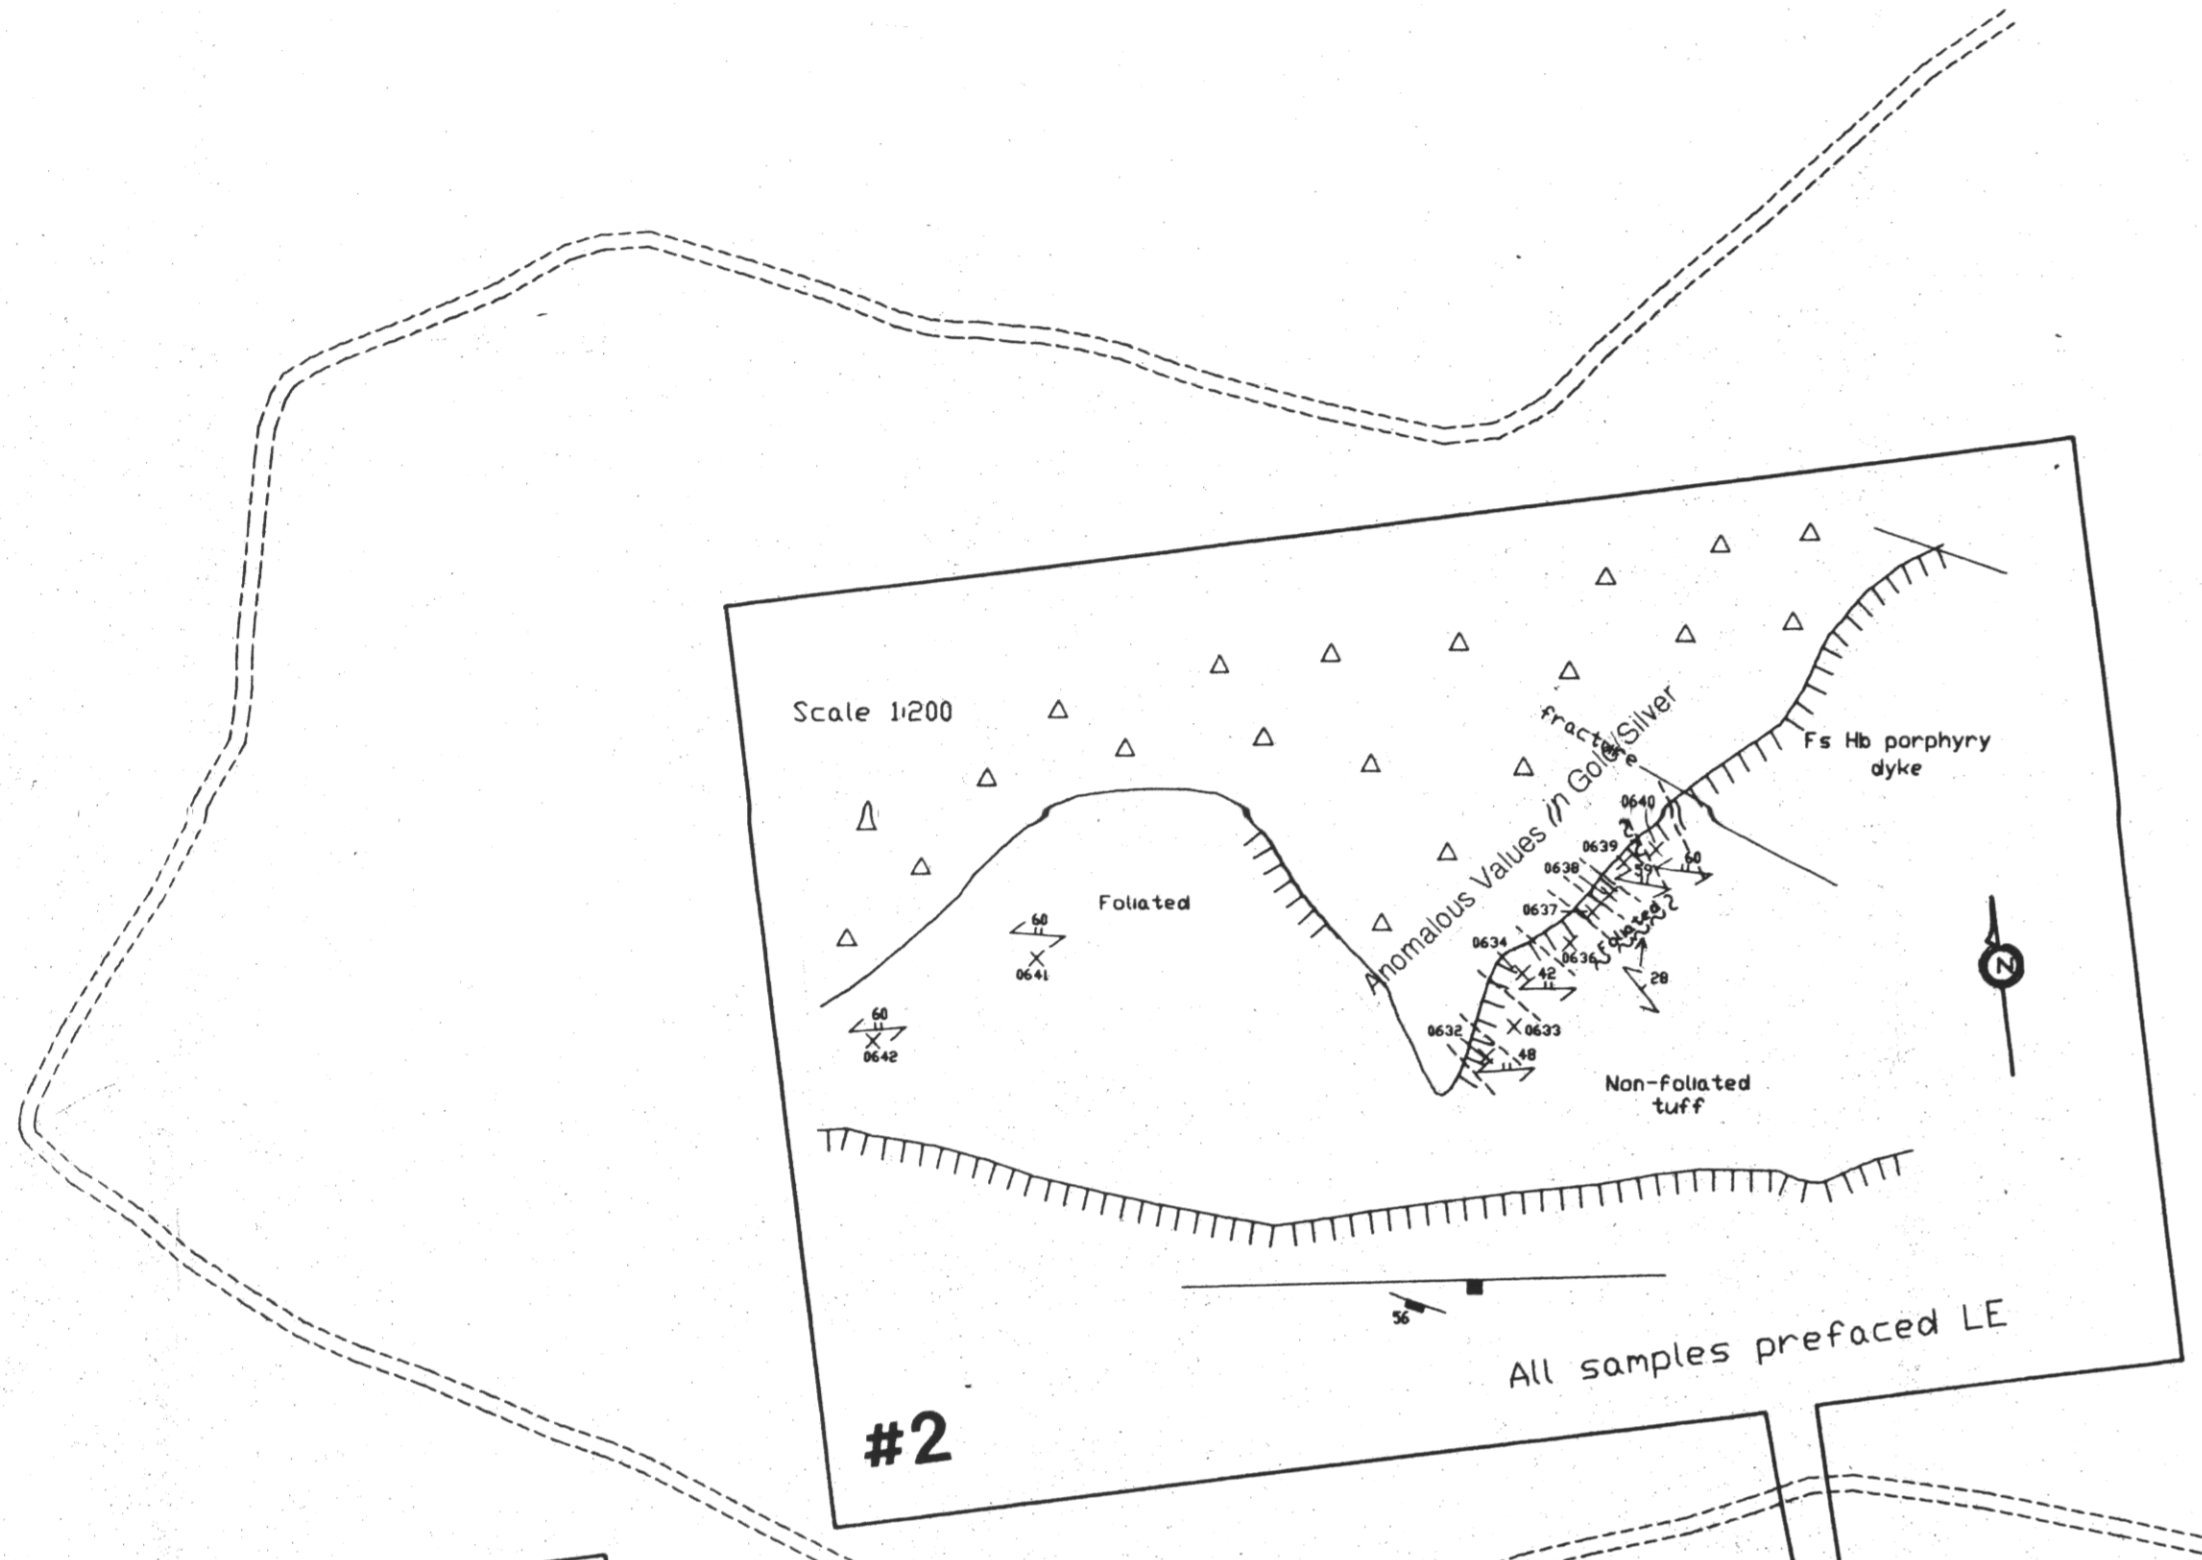 Scale 1:200
fracture
Anomalous Values in Gold/Silver
Fs Hb porphyry
dyke
0640
0639
0638
60
59
0637
Foliated
Foliated
60
0641
0634
0636
42
28
60
0642
0632
0633
48
N
Non-foliated
tuff
56
All samples prefaced LE
#2